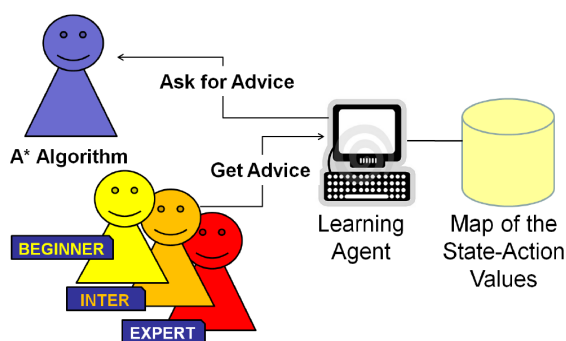 Ask for Advice
A* Algorithm
Get Advice
BEGINNER
INTER
EXPERT
Learning
Agent
Map of the
State-Action
Values